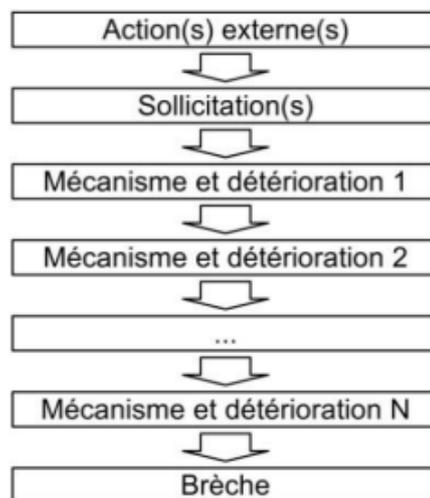 Action(s) externe(s)
Sollicitation(s)
Mécanisme et détérioration 1
Mécanisme et détérioration 2
...
Mécanisme et détérioration N
Brèche